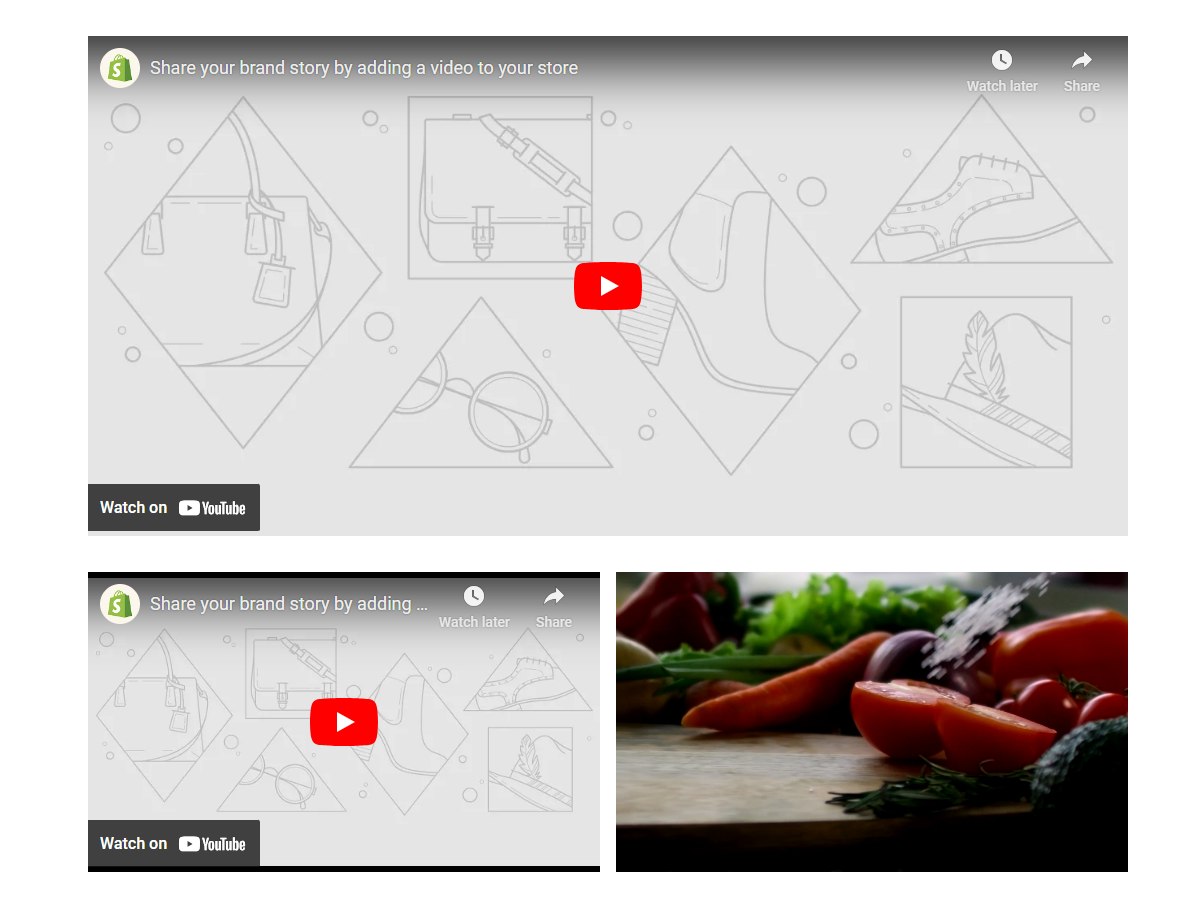 Share your brand story by adding a video to your store
Watch later
Share
Watch on YouTube
Share your brand story by adding ...
Watch later
Share
Watch on YouTube